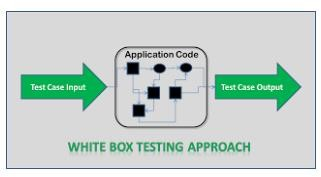 Application Code
Test Case Input
Test Case Output
WHITE BOX TESTING APPROACH